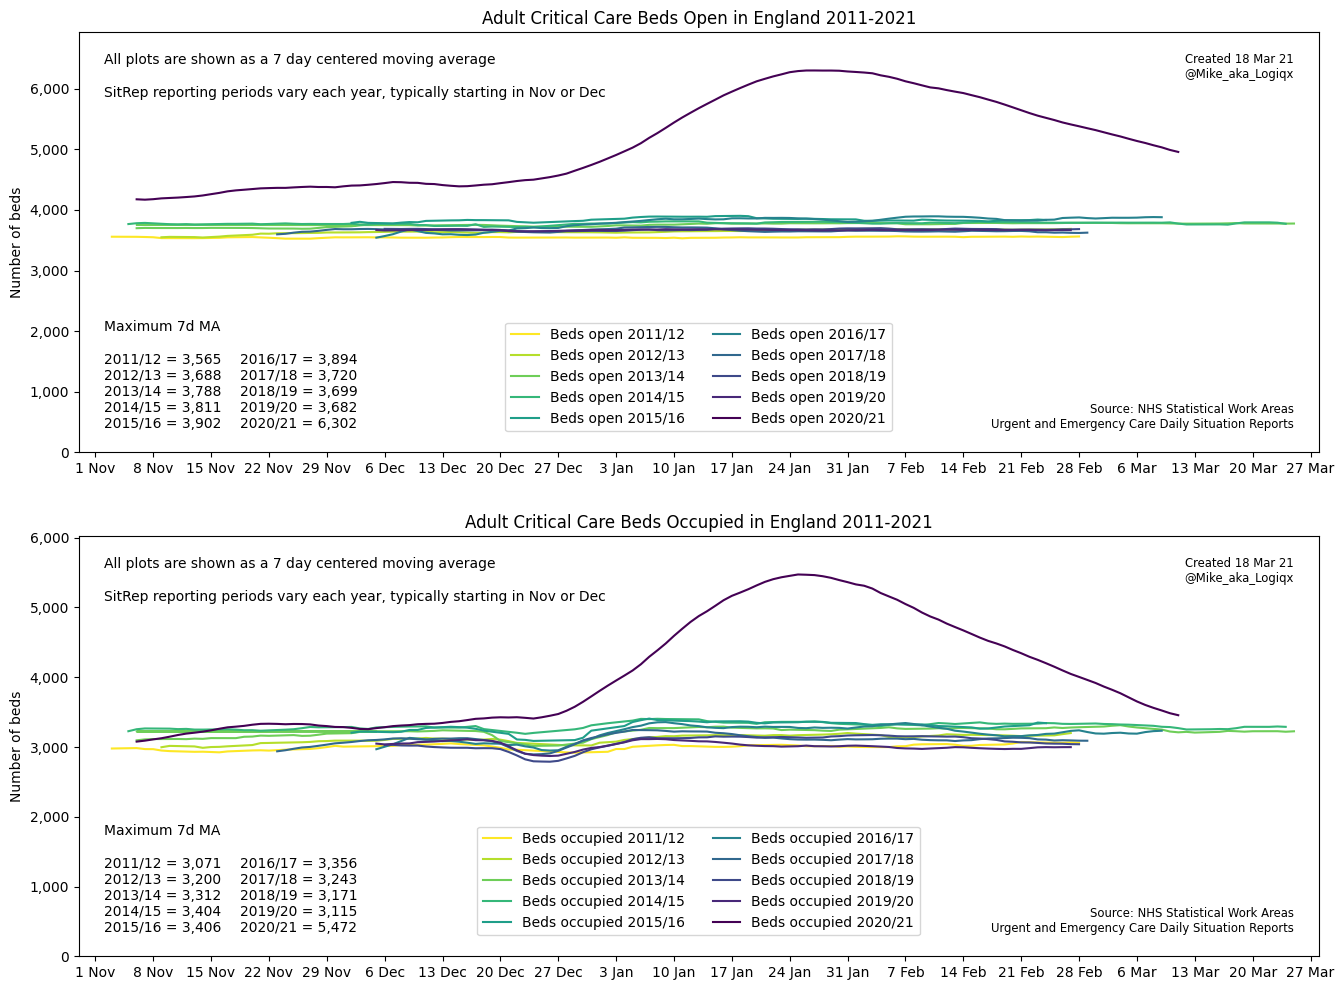 Adult Critical Care Beds Open in England 2011-2021
All plots are shown as a 7 day centered moving average
Created 18 Mar 21
@Mike_aka_Logiqx
SitRep reporting periods vary each year, typically starting in Nov or Dec
6,000
5,000
4,000
3,000
2,000
1,000
0
Number of beds
Maximum 7d MA
2011/12 = 3,565 2016/17 = 3,894
2012/13 = 3,688 2017/18 = 3,720
2013/14 = 3,788 2018/19 = 3,699
2014/15 = 3,811 2019/20 = 3,682
2015/16 = 3,902 2020/21 = 6,302
Beds open 2011/12 Beds open 2016/17
Beds open 2012/13 Beds open 2017/18
Beds open 2013/14 Beds open 2018/19
Beds open 2014/15 Beds open 2019/20
Beds open 2015/16 Beds open 2020/21
Source: NHS Statistical Work Areas
Urgent and Emergency Care Daily Situation Reports
1 Nov 8 Nov 15 Nov 22 Nov 29 Nov 6 Dec 13 Dec 20 Dec 27 Dec 3 Jan 10 Jan 17 Jan 24 Jan 31 Jan 7 Feb 14 Feb 21 Feb 28 Feb 6 Mar 13 Mar 20 Mar 27 Mar
Adult Critical Care Beds Occupied in England 2011-2021
All plots are shown as a 7 day centered moving average
Created 18 Mar 21
@Mike_aka_Logiqx
SitRep reporting periods vary each year, typically starting in Nov or Dec
6,000
5,000
4,000
3,000
2,000
1,000
0
Number of beds
Maximum 7d MA
2011/12 = 3,071 2016/17 = 3,356
2012/13 = 3,200 2017/18 = 3,243
2013/14 = 3,312 2018/19 = 3,171
2014/15 = 3,404 2019/20 = 3,115
2015/16 = 3,406 2020/21 = 5,472
Beds occupied 2011/12 Beds occupied 2016/17
Beds occupied 2012/13 Beds occupied 2017/18
Beds occupied 2013/14 Beds occupied 2018/19
Beds occupied 2014/15 Beds occupied 2019/20
Beds occupied 2015/16 Beds occupied 2020/21
Source: NHS Statistical Work Areas
Urgent and Emergency Care Daily Situation Reports
1 Nov 8 Nov 15 Nov 22 Nov 29 Nov 6 Dec 13 Dec 20 Dec 27 Dec 3 Jan 10 Jan 17 Jan 24 Jan 31 Jan 7 Feb 14 Feb 21 Feb 28 Feb 6 Mar 13 Mar 20 Mar 27 Mar